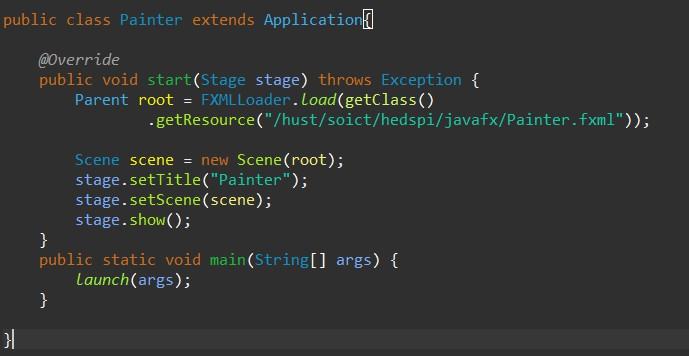 public class Painter extends Application{
@Override
public void start(Stage stage) throws Exception {
Parent root = FXMLLoader.load(getClass()
.getResource("/hust/soict/hedspi/javafx/Painter.fxml"));
Scene scene = new Scene(root);
stage.setTitle("Painter");
stage.setScene(scene);
stage.show();
}
public static void main(String[] args) {
launch(args);
}
}